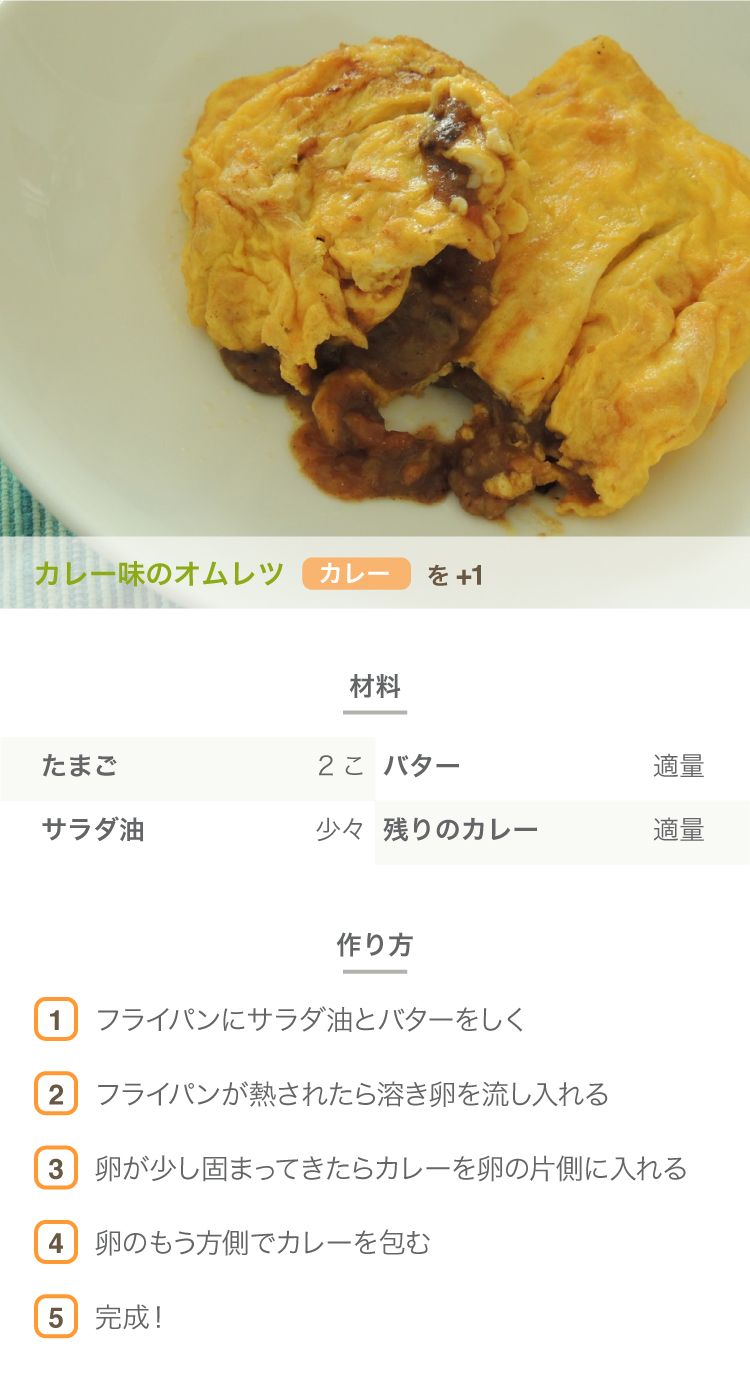 カレー味のオムレツ カレー を +1
材料
たまご 2 こ バター 適量
サラダ油 少々 残りのカレー 適量
作り方
1 フライパンにサラダ油とバターをしく
2 フライパンが熱されたら溶き卵を流し入れる
3 卵が少し固まってきたらカレーを卵の片側に入れる
4 卵のもう方側でカレーを包む
5 完成!